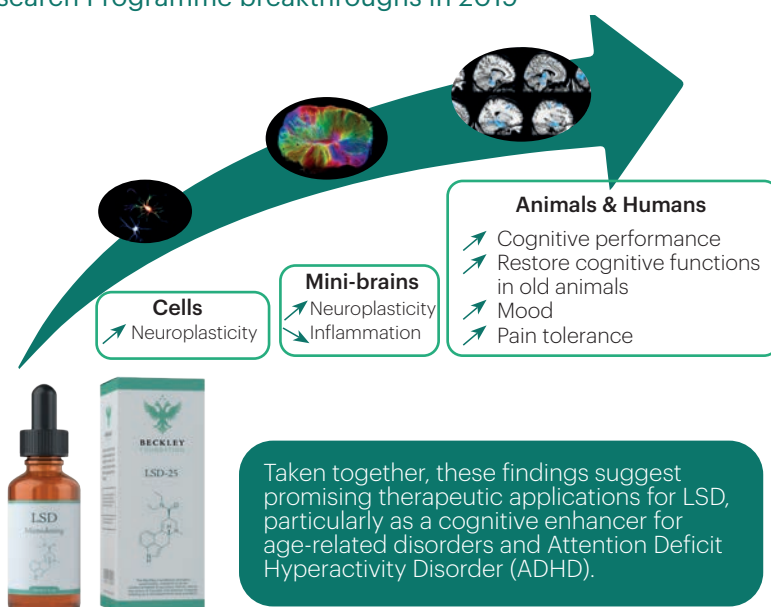 search Programme breakthroughs in 2019
Cells
Neuroplasticity
Mini-brains
Neuroplasticity
Inflammation
Animals & Humans
Cognitive performance
Restore cognitive functions
in old animals
Mood
Pain tolerance
BECKLEY
FOUNDATION
LSD-25
LSD
Microdosing
Taken together, these findings suggest
promising therapeutic applications for LSD,
particularly as a cognitive enhancer for
age-related disorders and Attention Deficit
Hyperactivity Disorder (ADHD).